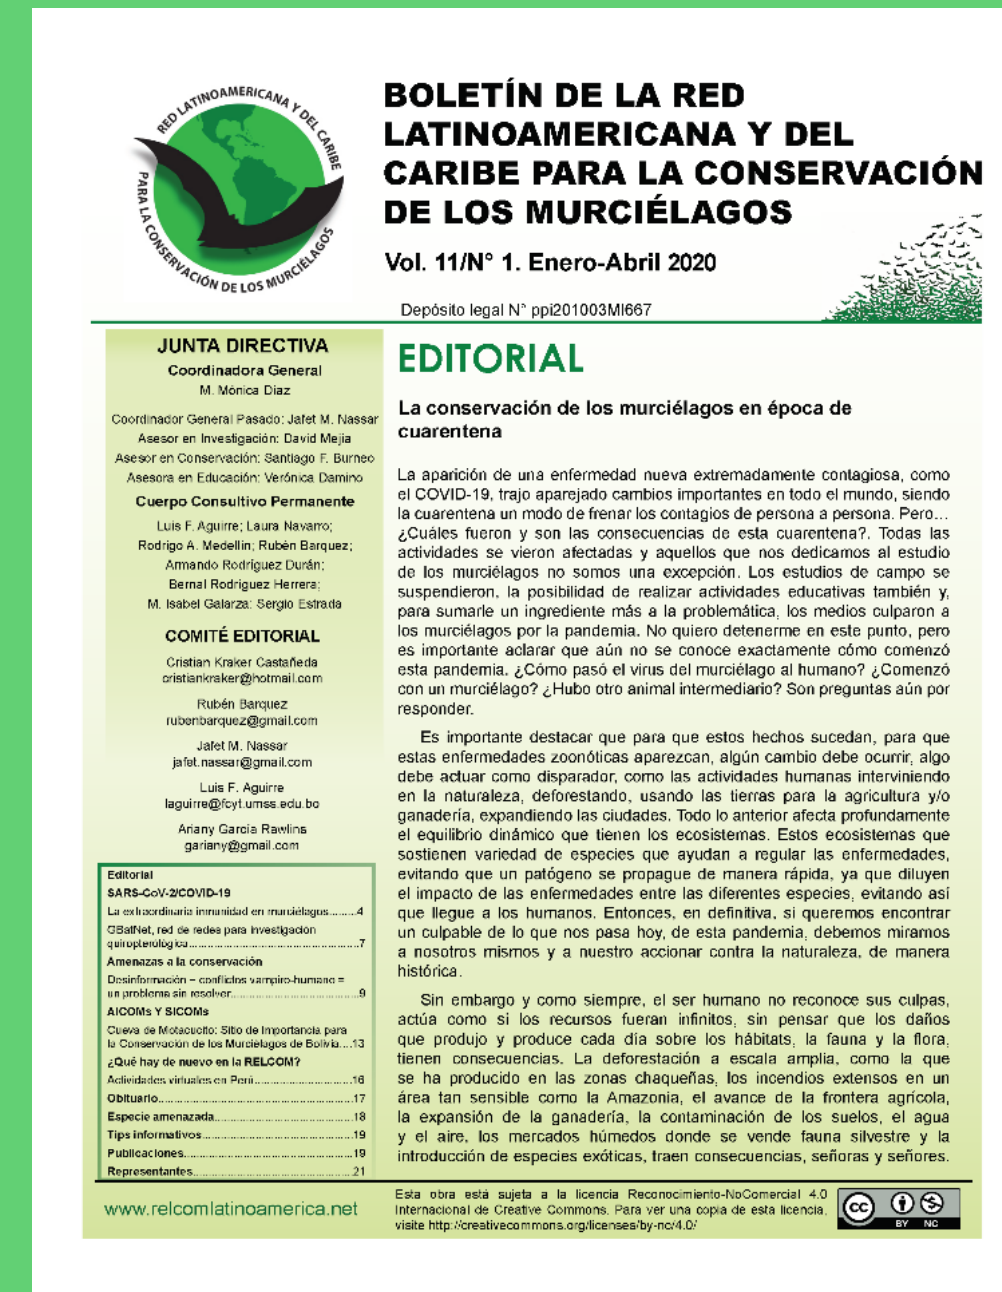 RED LATINOAMERICANA Y DEL CARIBE
PARA LA CONSERVACIÓN DE LOS MURCIÉLAGOS
BOLETÍN DE LA RED
LATINOAMERICANA Y DEL
CARIBE PARA LA CONSERVACIÓN
DE LOS MURCIÉLAGOS
Vol. 11/N° 1. Enero-Abril 2020
Depósito legal N° ppi201003MI667
JUNTA DIRECTIVA
Coordinadora General
M. Mónica Díaz
Coordinador General Pasado: Jafet M. Nassar
Asesor en Investigación: David Mejía
Asesor en Conservación: Santiago F. Burneo
Asesora en Educación: Verónica Damino
Cuerpo Consultivo Permanente
Luis F. Aguirre; Laura Navarro;
Rodrigo A. Medellín; Rubén Barquez;
Armando Rodríguez Durán;
Bernal Rodríguez Herrera;
M. Isabel Galarza; Sergio Estrada
COMITÉ EDITORIAL
Cristian Kraker Castañeda
cristiankraker@hotmail.com
Rubén Barquez
rubenbarquez@gmail.com
Jafet M. Nassar
jafet.nassar@gmail.com
Luis F. Aguirre
laguirre@fcyt.umss.edu.bo
Ariany García Rawlins
gariany@gmail.com
Editorial
SARS-CoV-2/COVID-19
La extraordinaria inmunidad en murciélagos.........4
GBatNet, red de redes para investigación
quiropterológica....................................................7
Amenazas a la conservación
Desinformación – conflictos vampiro-humano =
un problema sin resolver.......................................9
AICOMs Y SICOMs
Cueva de Motacucito: Sitio de Importancia para
la Conservación de los Murciélagos de Bolivia....13
¿Qué hay de nuevo en la RELCOM?
Actividades virtuales en Perú..............................16
Obituario...........................................................17
Especie amenazada..........................................18
Tips informativos..............................................19
Publicaciones...................................................19
Representantes................................................21
EDITORIAL
La conservación de los murciélagos en época de
cuarentena
La aparición de una enfermedad nueva extremadamente contagiosa, como
el COVID-19, trajo aparejado cambios importantes en todo el mundo, siendo
la cuarentena un modo de frenar los contagios de persona a persona. Pero…
¿Cuáles fueron y son las consecuencias de esta cuarentena?. Todas las
actividades se vieron afectadas y aquellos que nos dedicamos al estudio
de los murciélagos no somos una excepción. Los estudios de campo se
suspendieron, la posibilidad de realizar actividades educativas también y,
para sumarle un ingrediente más a la problemática, los medios culparon a
los murciélagos por la pandemia. No quiero detenerme en este punto, pero
es importante aclarar que aún no se conoce exactamente cómo comenzó
esta pandemia. ¿Cómo pasó el virus del murciélago al humano? ¿Comenzó
con un murciélago? ¿Hubo otro animal intermediario? Son preguntas aún por
responder.
Es importante destacar que para que estos hechos sucedan, para que
estas enfermedades zoonóticas aparezcan, algún cambio debe ocurrir, algo
debe actuar como disparador, como las actividades humanas interviniendo
en la naturaleza, deforestando, usando las tierras para la agricultura y/o
ganadería, expandiendo las ciudades. Todo lo anterior afecta profundamente
el equilibrio dinámico que tienen los ecosistemas. Estos ecosistemas que
sostienen variedad de especies que ayudan a regular las enfermedades,
evitando que un patógeno se propague de manera rápida, ya que diluyen
el impacto de las enfermedades entre las diferentes especies, evitando así
que llegue a los humanos. Entonces, en definitiva, si queremos encontrar
un culpable de lo que nos pasa hoy, de esta pandemia, debemos mirarnos
a nosotros mismos y a nuestro accionar contra la naturaleza, de manera
histórica.
Sin embargo y como siempre, el ser humano no reconoce sus culpas,
actúa como si los recursos fueran infinitos, sin pensar que los daños
que produjo y produce cada día sobre los hábitats, la fauna y la flora,
tienen consecuencias. La deforestación a escala amplia, como la que
se ha producido en las zonas chaqueñas, los incendios extensos en un
área tan sensible como la Amazonia, el avance de la frontera agrícola,
la expansión de la ganadería, la contaminación de los suelos, el agua
y el aire, los mercados húmedos donde se vende fauna silvestre y la
introducción de especies exóticas, traen consecuencias, señoras y señores.
www.relcomlatinoamerica.net
Esta obra está sujeta a la licencia Reconocimiento-NoComercial 4.0
Internacional de Creative Commons. Para ver una copia de esta licencia,
visite http://creativecommons.org/licenses/by-nc/4.0/
cc
BY NC